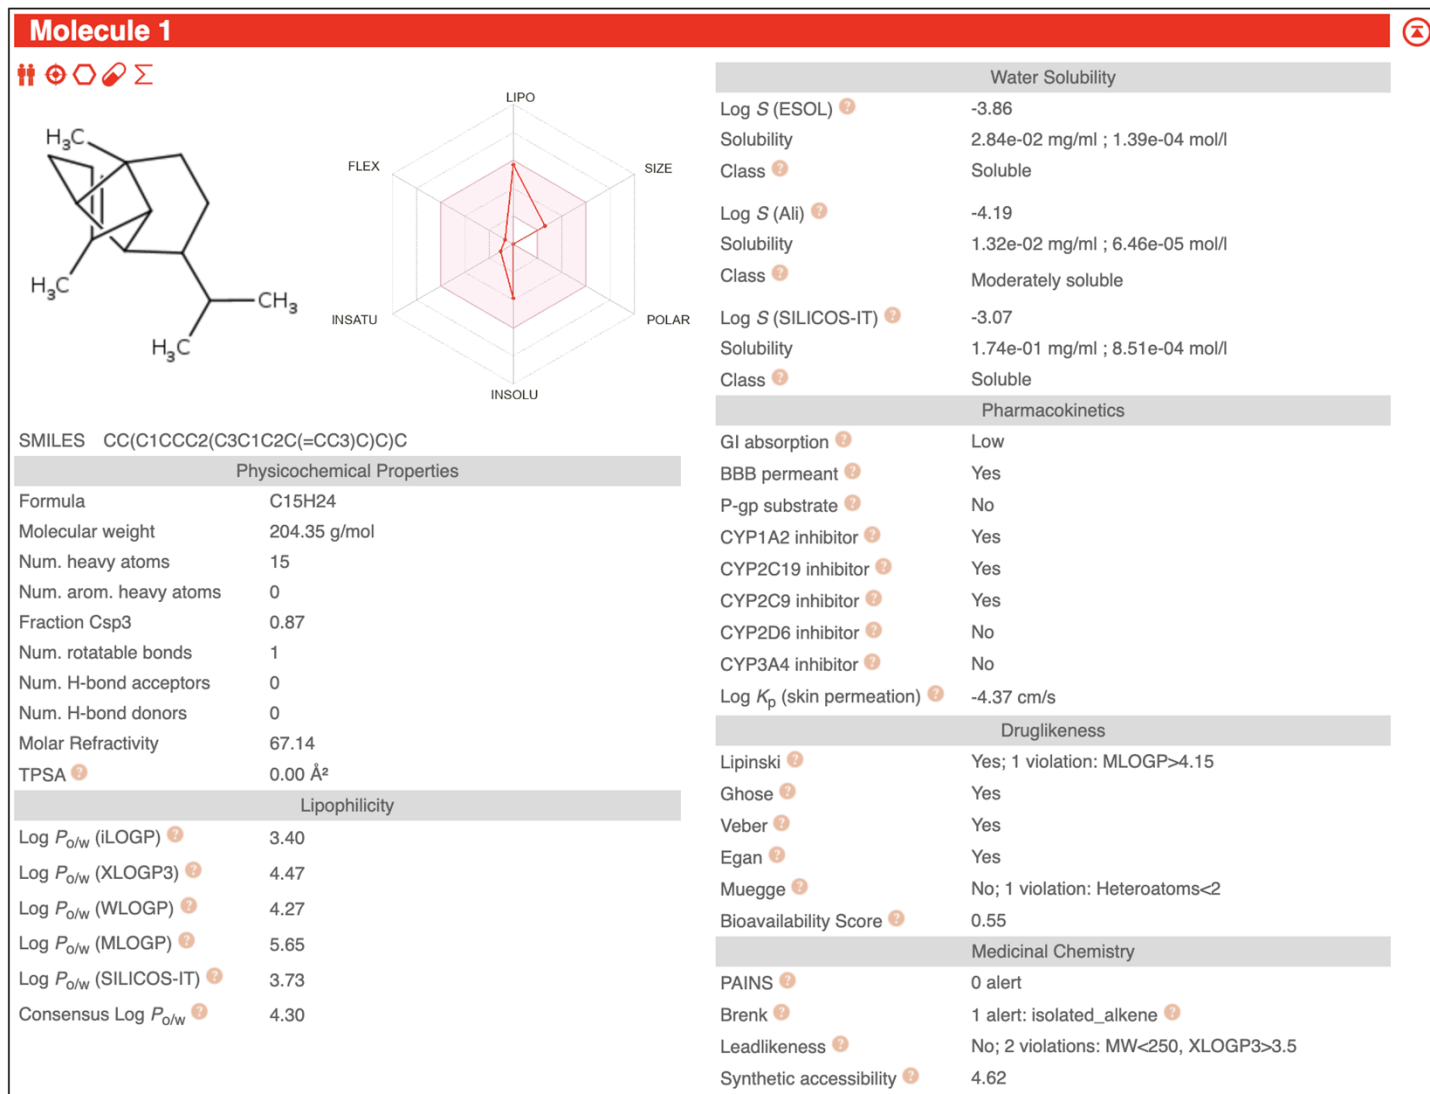 Molecule 1
H3C
H3C
CH3
H3C
LIPO
FLEX
SIZE
INSATU
POLAR
INSOLU
SMILES CC(C1CCC2(C3C1C2C(=CC3)C)C)C
Physicochemical Properties
Formula C15H24
Molecular weight 204.35 g/mol
Num. heavy atoms 15
Num. arom. heavy atoms 0
Fraction Csp3 0.87
Num. rotatable bonds 1
Num. H-bond acceptors 0
Num. H-bond donors 0
Molar Refractivity 67.14
TPSA ? 0.00 Å²
Lipophilicity
Log Po/w (iLOGP) ? 3.40
Log Po/w (XLOGP3) ? 4.47
Log Po/w (WLOGP) ? 4.27
Log Po/w (MLOGP) ? 5.65
Log Po/w (SILICOS-IT) ? 3.73
Consensus Log Po/w ? 4.30
Water Solubility
Log S (ESOL) ? -3.86
Solubility 2.84e-02 mg/ml ; 1.39e-04 mol/l
Class ? Soluble
Log S (Ali) ? -4.19
Solubility 1.32e-02 mg/ml ; 6.46e-05 mol/l
Class ? Moderately soluble
Log S (SILICOS-IT) ? -3.07
Solubility 1.74e-01 mg/ml ; 8.51e-04 mol/l
Class ? Soluble
Pharmacokinetics
GI absorption ? Low
BBB permeant ? Yes
P-gp substrate ? No
CYP1A2 inhibitor ? Yes
CYP2C19 inhibitor ? Yes
CYP2C9 inhibitor ? Yes
CYP2D6 inhibitor ? No
CYP3A4 inhibitor ? No
Log Kp (skin permeation) ? -4.37 cm/s
Druglikeness
Lipinski ? Yes; 1 violation: MLOGP>4.15
Ghose ? Yes
Veber ? Yes
Egan ? Yes
Muegge ? No; 1 violation: Heteroatoms<2
Bioavailability Score ? 0.55
Medicinal Chemistry
PAINS ? 0 alert
Brenk ? 1 alert: isolated_alkene ?
Leadlikeness ? No; 2 violations: MW<250, XLOGP3>3.5
Synthetic accessibility ? 4.62